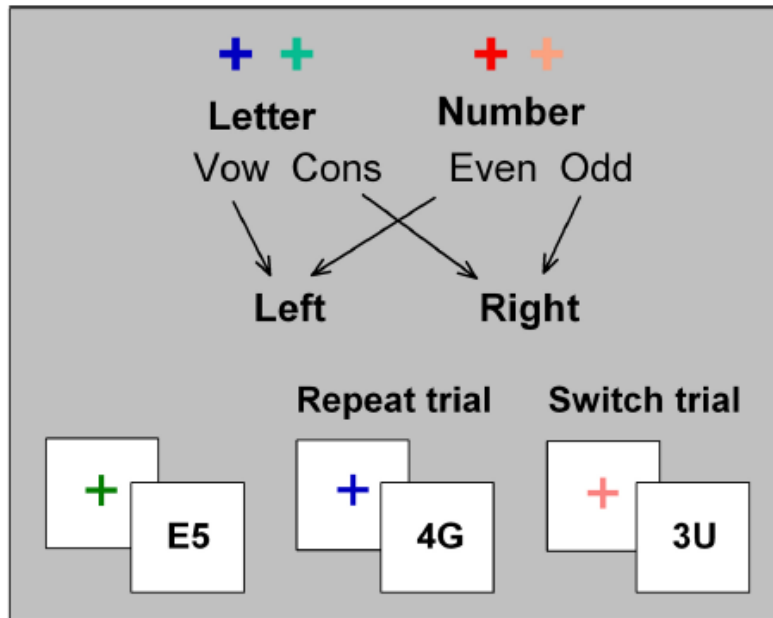 Letter Number
Vow Cons Even Odd
Left Right
Repeat trial Switch trial
E5 4G 3U